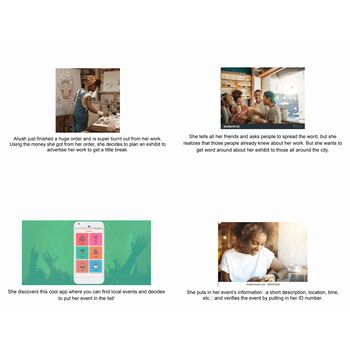 Aliyah just finished a huge order and is super burnt out from her work.
Using the money she got from her order, she decides to plan an exhibit to
advertise her work to get a little break.
shutterstock
She tells all her friends and asks people to spread the word, but she
realizes that those people already knew about her work. But she wants to
get word around about her exhibit to those all around the city.
She discovers this cool app where you can find local events and decides
to put her event in the list!
She puts in her event's information (a short description, location, time,
etc.) and verifies the event by putting in her ID number.